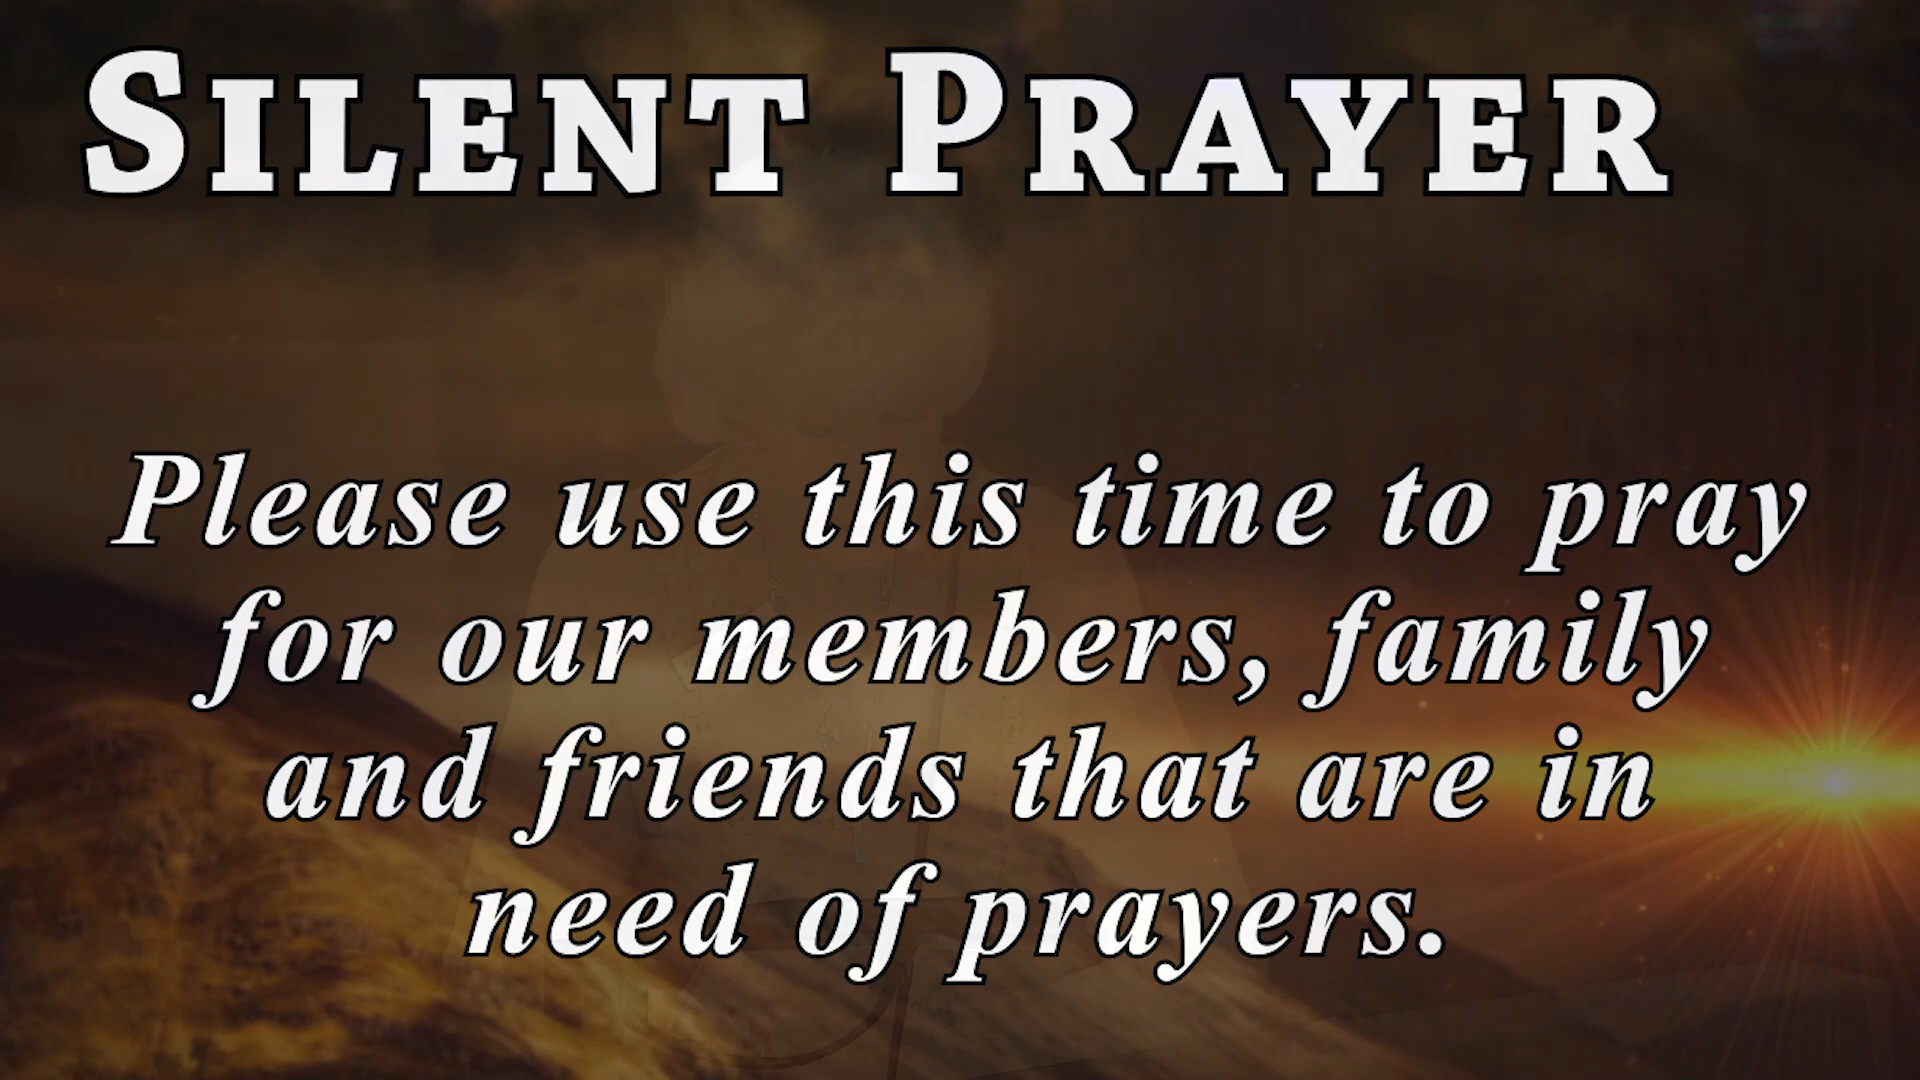 SILENT PRAYER
Please use this time to pray
for our members, family
and friends that are in
need of prayers.